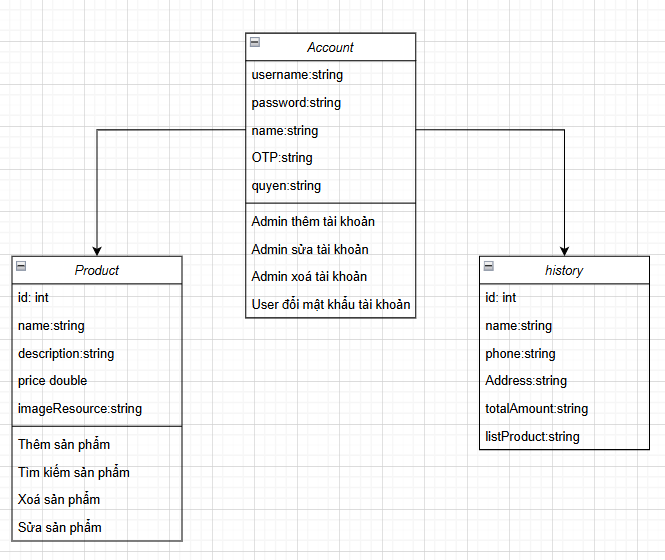 Account
username:string
password:string
name:string
OTP:string
quyen:string
Admin thêm tài khoản
Admin sửa tài khoản
Admin xoá tài khoản
User đổi mật khẩu tài khoản
Product
id: int
name:string
description:string
price double
imageResource:string
Thêm sản phẩm
Tìm kiếm sản phẩm
Xoá sản phẩm
Sửa sản phẩm
history
id: int
name:string
phone:string
Address:string
totalAmount:string
listProduct:string